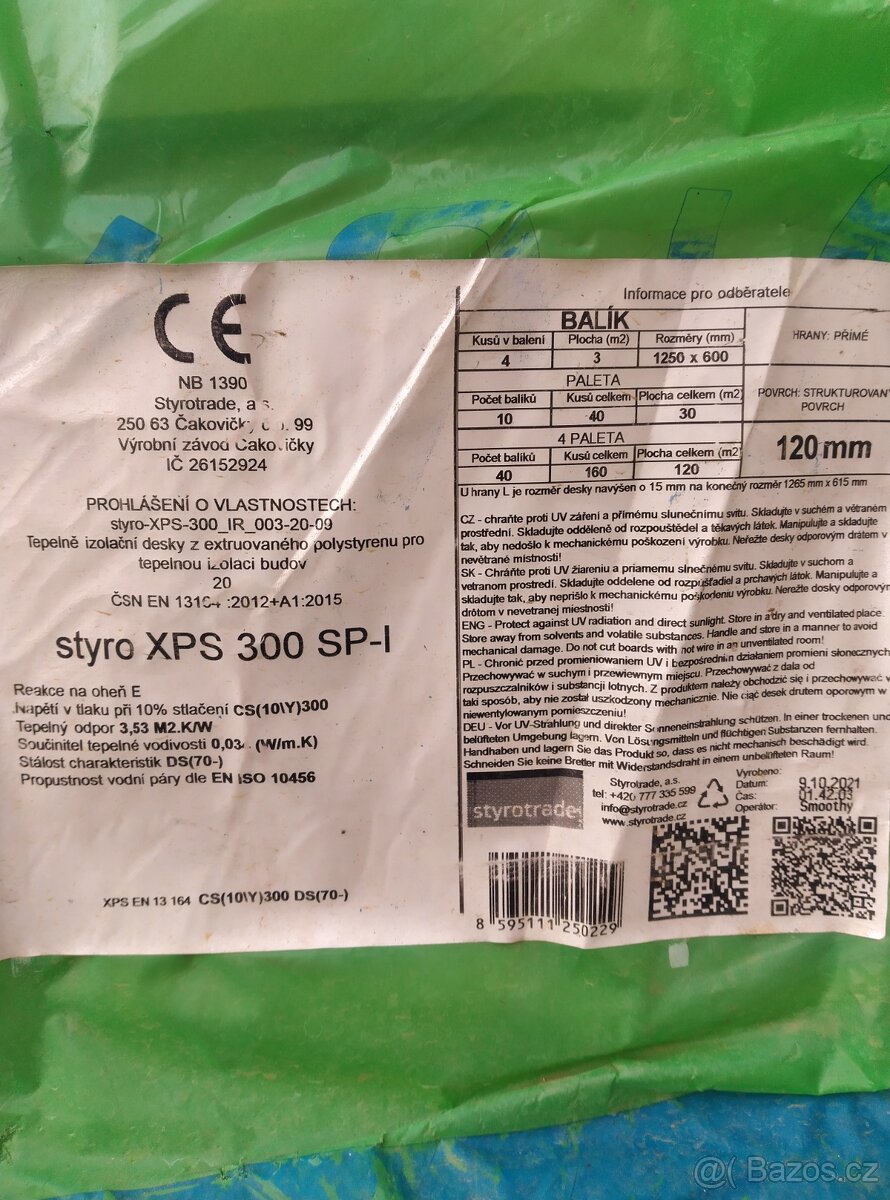 CE
NB 1390
Styrotrade, a.s.
250 63 Čakovičky 99
Výrobní závod Čakovičky
IČ 26152924
PROHLÁŠENÍ O VLASTNOSTECH:
styro-XPS-300_IR_003-20-09
Tepelně izolační desky z extruovaného polystyrenu pro
tepelnou izolaci budov
20
ČSN EN 13164 :2012+A1:2015
styro XPS 300 SP-I
Reakce na oheň E
Napětí v tlaku při 10% stlačení CS(10\Y)300
Tepelný odpor 3,53 M2.K/W
Součinitel tepelné vodivosti (W/m.K)
Stálost charakteristik DS(70-)
Propustnost vodní páry dle EN ISO 10456
XPS EN 13 164 CS(10\Y)300 DS(70-)
Informace pro odběratele
BALÍK
Kusů v balení Plocha (m2) Rozměry (mm)
4 3 1250 x 600
PALETA
Počet balíků Kusů celkem Plocha celkem (m2)
10 40 30
4 PALETA
Počet balíků Kusů celkem Plocha celkem (m2)
40 160 120
HRANY: PŘÍMÉ
POVRCH: STRUKTUROVANÝ
POVRCH
120 mm
U hrany L je rozměr desky navýšen o 15 mm na konečný rozměr 1265 mm x 615 mm
CZ - chraňte proti UV záření a přímému slunečnímu svitu. Skladujte v suchém a větraném
prostředí. Skladujte odděleně od rozpouštědel a těkavých látek. Manipulujte a skladujte
tak, aby nedošlo k mechanickému poškození výrobku. Neřežte desky odporovým drátem v
nevětrané místnosti!
SK - Chráňte proti UV žiareniu a priamemu slnečnému svitu. Skladujte v suchom a
vetranom prostredí. Skladujte oddelene od rozpúšťadiel a prchavých látok. Manipulujte a
skladujte tak, aby neprišlo k mechanickému poškodeniu výrobku. Nerežte dosky odporovým
drôtom v nevetranej miestnosti!
ENG - Protect against UV radiation and direct sunlight. Store in a dry and ventilated place.
Store away from solvents and volatile substances. Handle and store in a manner to avoid
mechanical damage. Do not cut boards with hot wire in an unventilated room!
PL - Chronić przed promieniowaniem UV i bezpośrednim działaniem promieni słonecznych.
Przechowywać w suchym i przewiewnym miejscu. Przechowywać z dala od
rozpuszczalników i substancji lotnych. Z produktem należy obchodzić się i przechowywać w
taki sposób, aby nie został uszkodzony mechanicznie. Nie ciąć desek drutem oporowym w
niewentylowanym pomieszczeniu!
DEU - Vor UV-Strahlung und direkter Sonneneinstrahlung schützen. In einer trockenen und
belüfteten Umgebung lagern. Von Lösungsmitteln und flüchtigen Substanzen fernhalten.
Handhaben und lagern Sie das Produkt so, dass es nicht mechanisch beschädigt wird.
Schneiden Sie keine Bretter mit Widerstandsdraht in einem unbelüfteten Raum!
styrotrade
Styrotrade, a.s.
tel: +420 777 335 599
info@styrotrade.cz
www.styrotrade.cz
Vyrobeno:
Datum: 9.10.2021
Čas: 01.42.03
Operátor: Smoothy
8 595111 250229
@( Bazos.cz